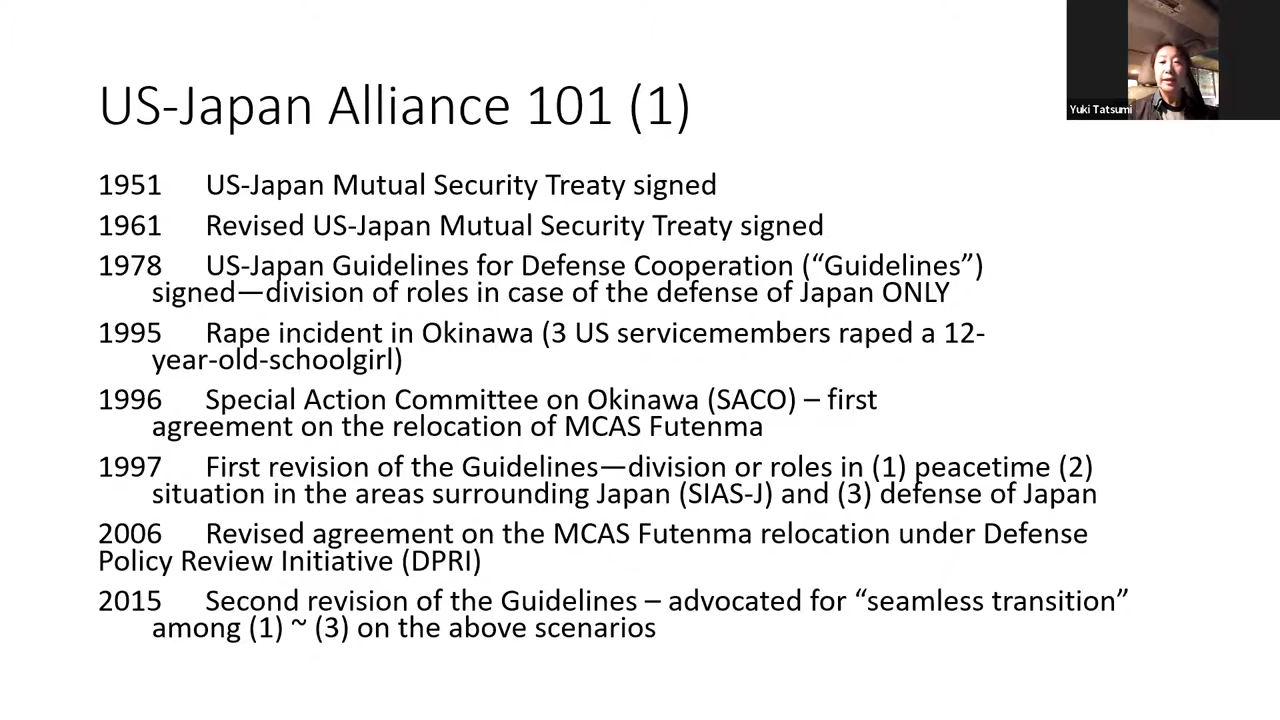 US-Japan Alliance 101 (1)
Yuki Tatsumi
1951 US-Japan Mutual Security Treaty signed
1961 Revised US-Japan Mutual Security Treaty signed
1978 US-Japan Guidelines for Defense Cooperation (“Guidelines”)
signed—division of roles in case of the defense of Japan ONLY
1995 Rape incident in Okinawa (3 US servicemembers raped a 12-
year-old-schoolgirl)
1996 Special Action Committee on Okinawa (SACO) – first
agreement on the relocation of MCAS Futenma
1997 First revision of the Guidelines—division or roles in (1) peacetime (2)
situation in the areas surrounding Japan (SIAS-J) and (3) defense of Japan
2006 Revised agreement on the MCAS Futenma relocation under Defense
Policy Review Initiative (DPRI)
2015 Second revision of the Guidelines – advocated for “seamless transition”
among (1) ~ (3) on the above scenarios